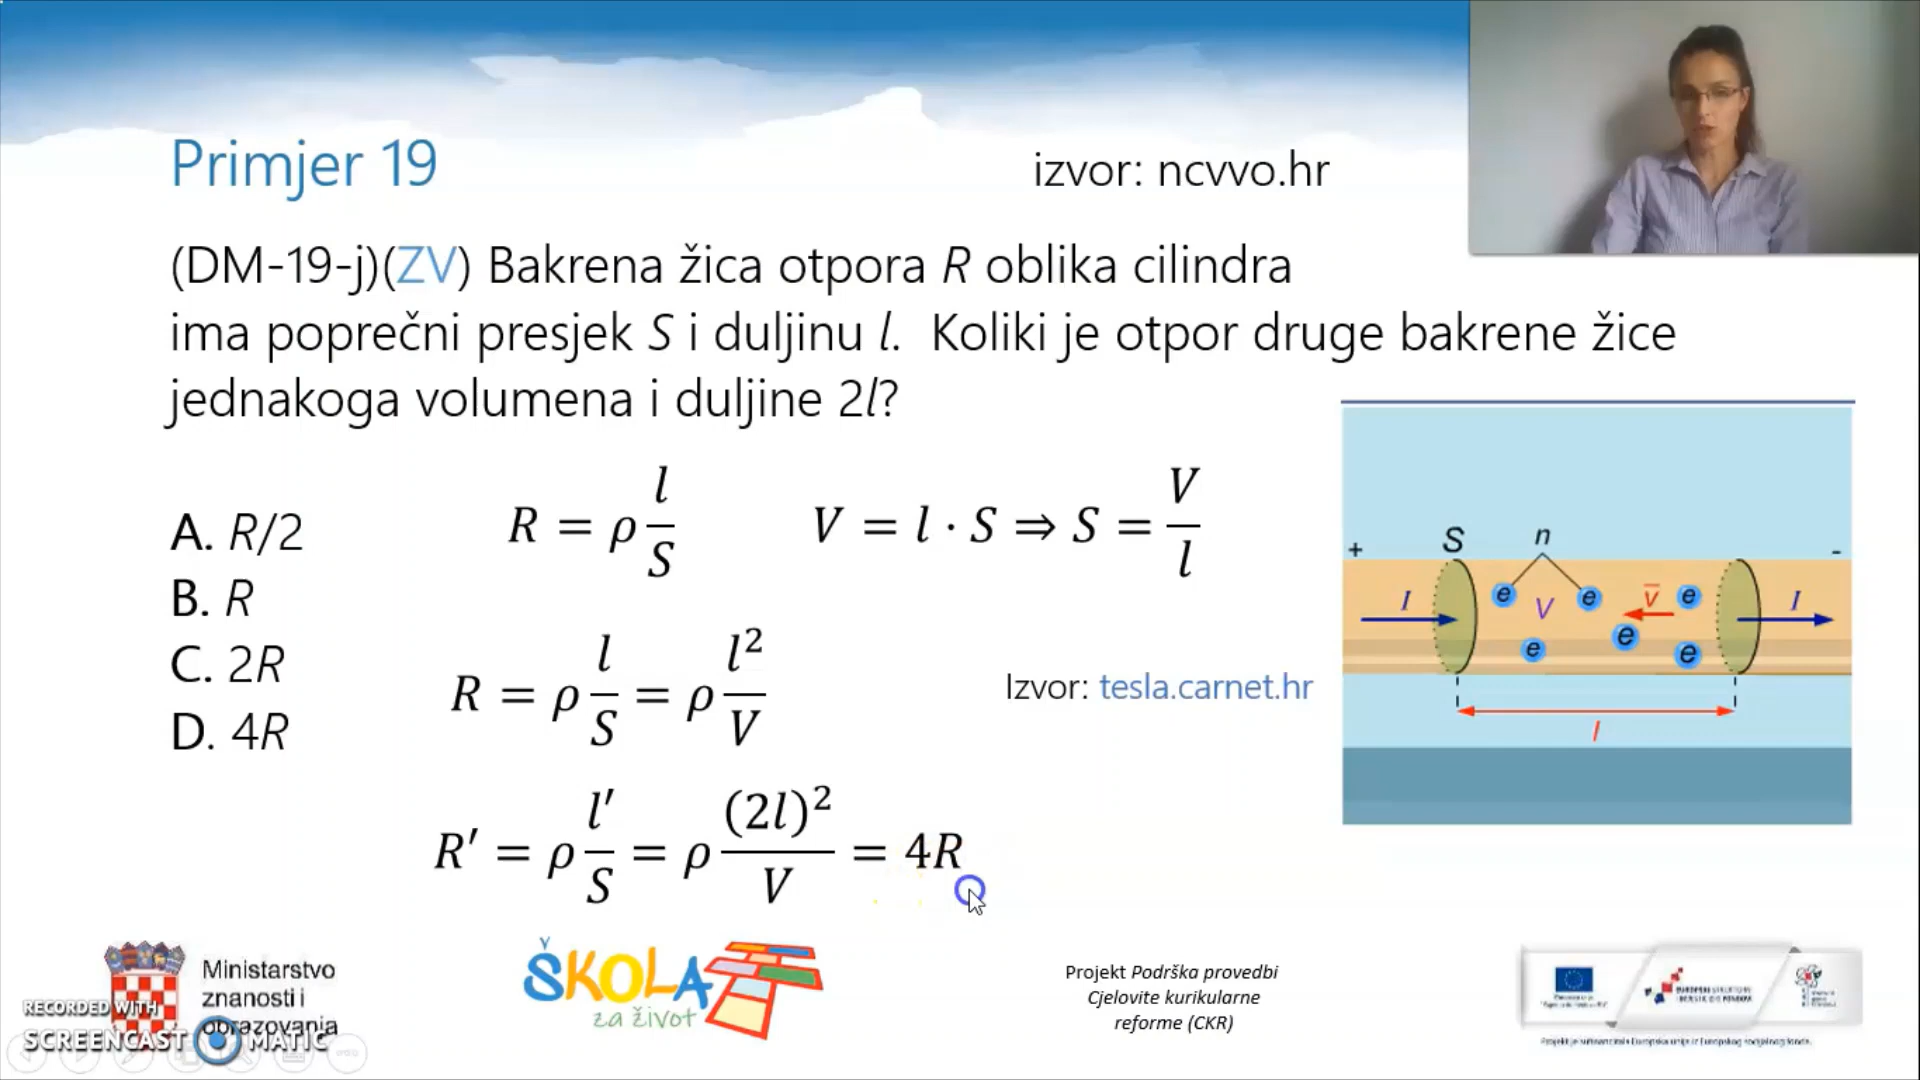 Primjer 19
izvor: ncvvo.hr
(DM-19-j)(ZV) Bakrena žica otpora R oblika cilindra
ima poprečni presjek S i duljinu l. Koliki je otpor druge bakrene žice
jednakoga volumena i duljine 2l?
A. R/2
B. R
C. 2R
D. 4R
R = ρ l/S
V = l · S ⇒ S = V/l
R = ρ l/S = ρ l²/V
R′ = ρ l′/S = ρ (2l)²/V = 4R
Izvor: tesla.carnet.hr
+ S n -
I e V e v̄ e I
e e e
l
Ministarstvo
znanosti i
obrazovanja
RECORDED WITH
SCREENCAST MATIC
ŠKOLA
za život
Projekt Podrška provedbi
Cjelovite kurikularne
reforme (CKR)